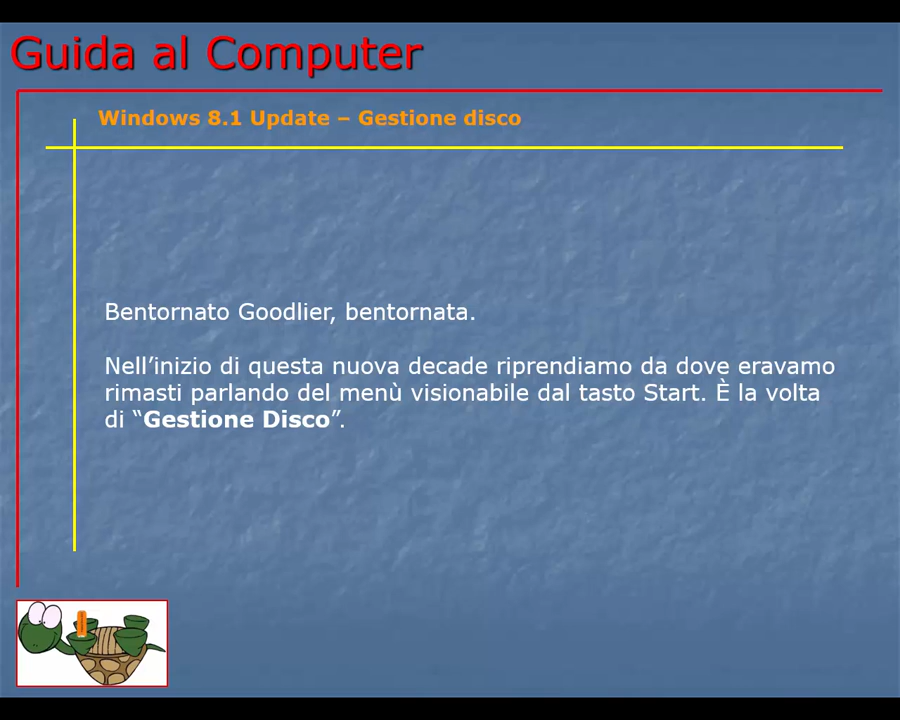 Guida al Computer
Windows 8.1 Update – Gestione disco
Bentornato Goodlier, bentornata.
Nell’inizio di questa nuova decade riprendiamo da dove eravamo
rimasti parlando del menù visionabile dal tasto Start. È la volta
di “Gestione Disco”.